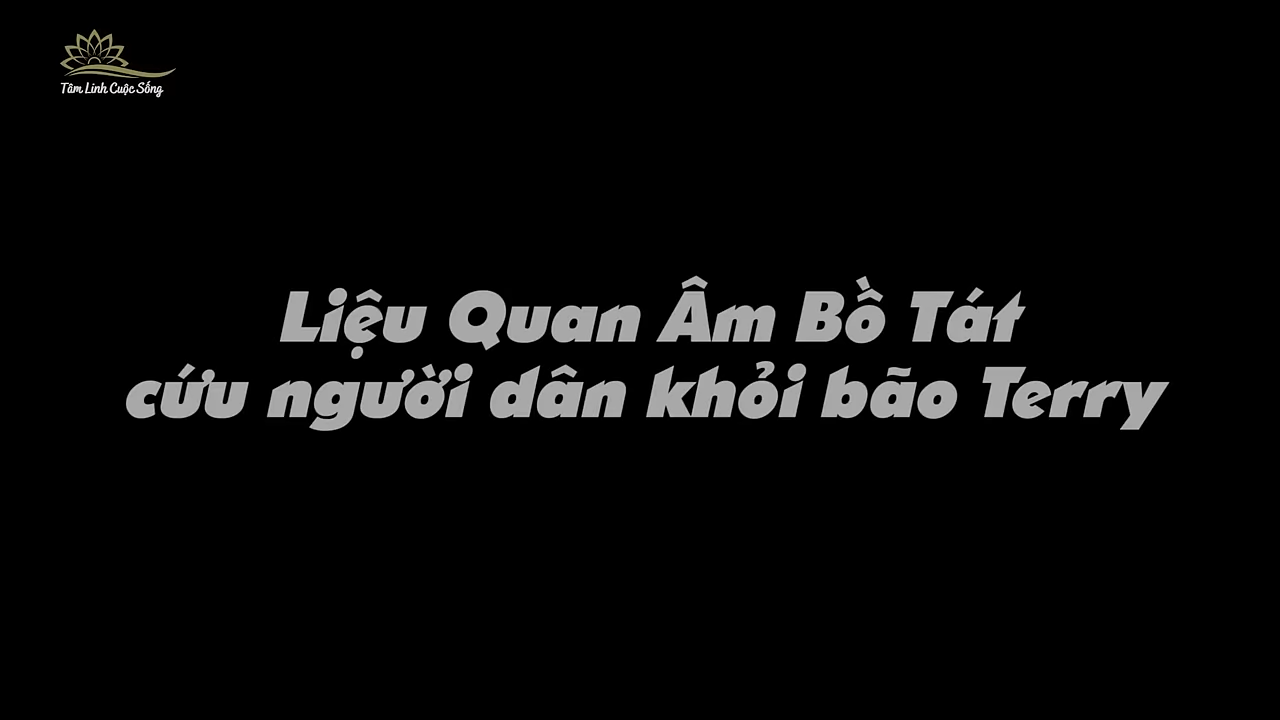 Tâm Linh Cuộc Sống
Liệu Quan Âm Bồ Tát
cứu người dân khỏi bão Terry